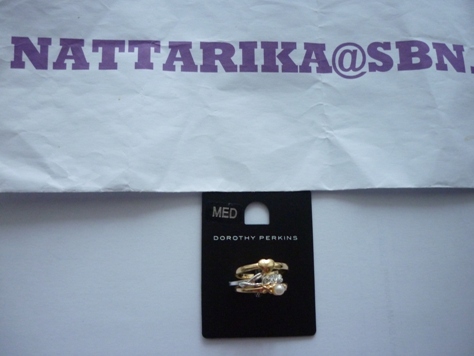 NATTARIKA@SBN.
MED
DOROTHY PERKINS